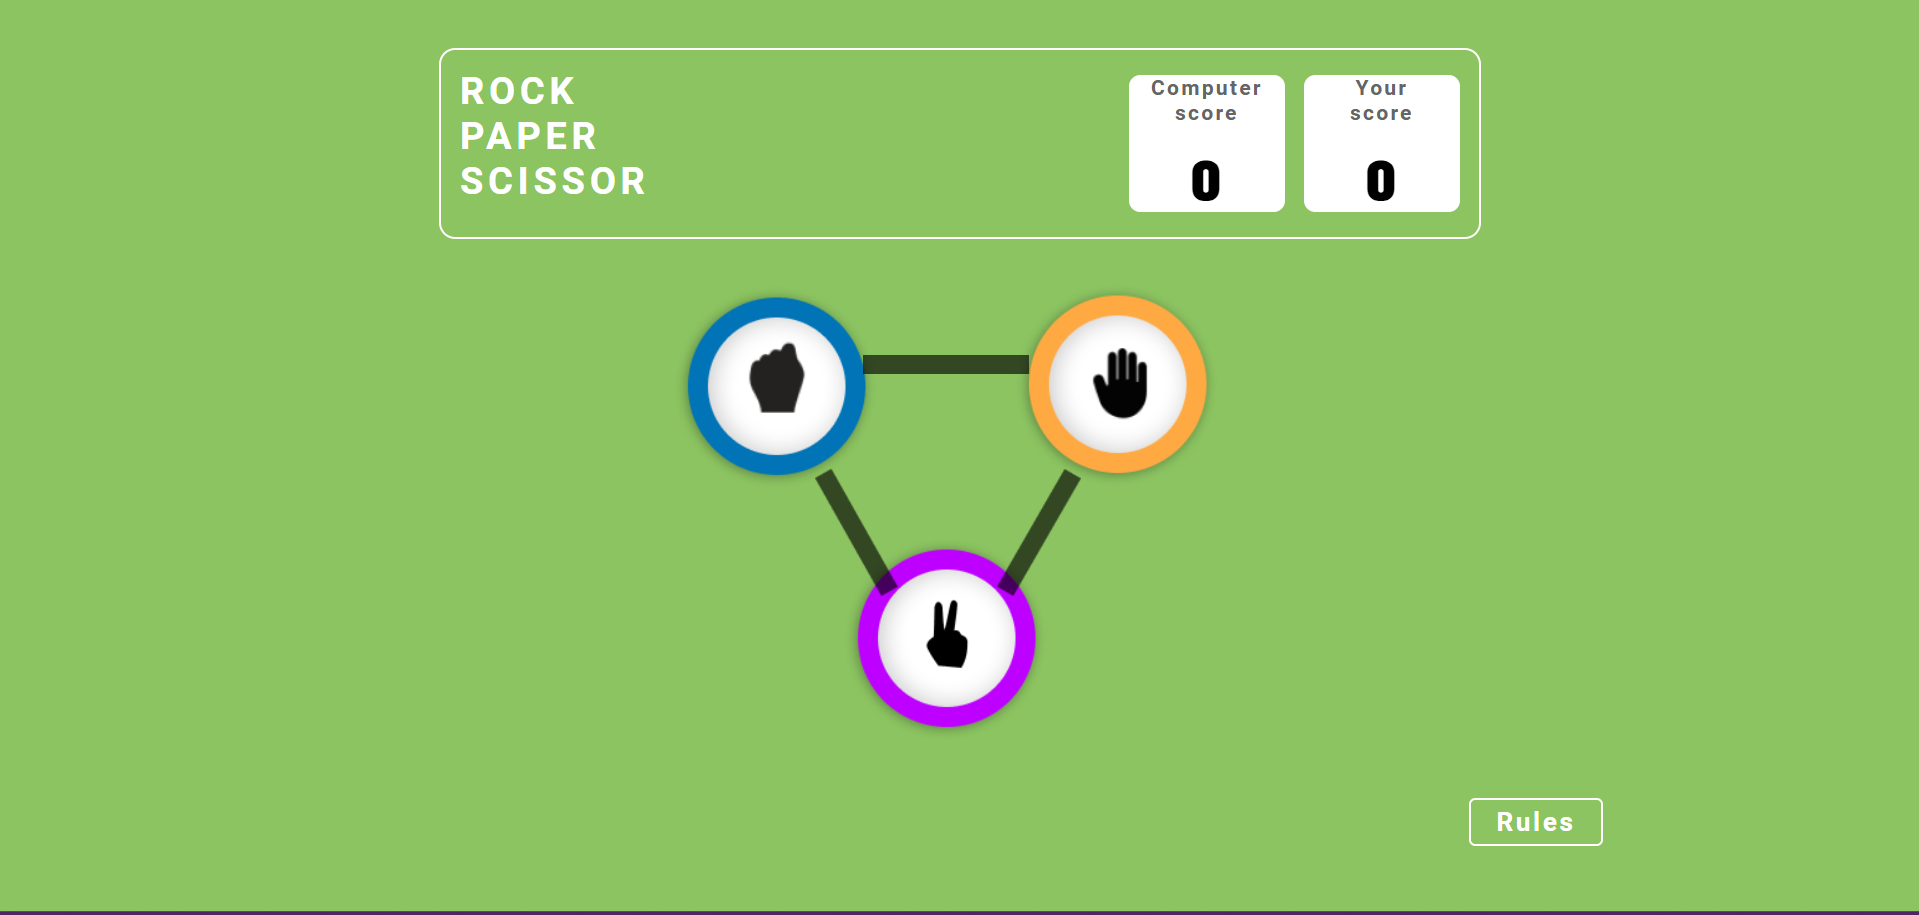 ROCK
PAPER
SCISSOR
Computer
score
0
Your
score
0
Rules